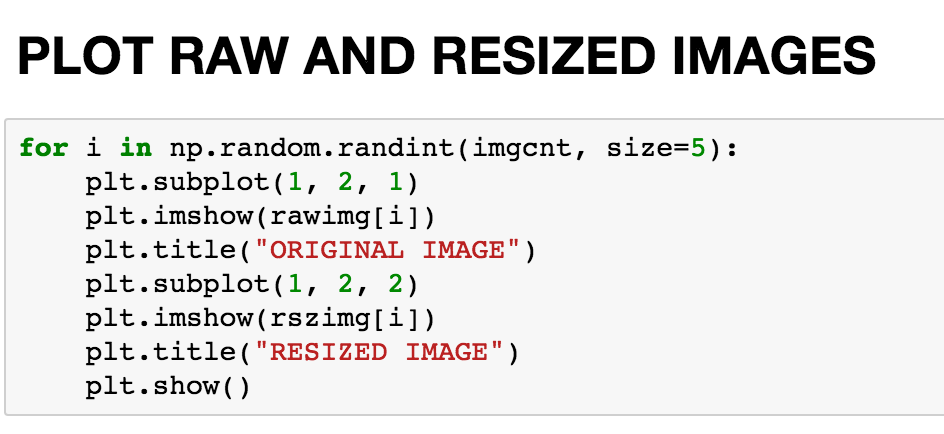 PLOT RAW AND RESIZED IMAGES
for i in np.random.randint(imgcnt, size=5):
    plt.subplot(1, 2, 1)
    plt.imshow(rawimg[i])
    plt.title("ORIGINAL IMAGE")
    plt.subplot(1, 2, 2)
    plt.imshow(rszimg[i])
    plt.title("RESIZED IMAGE")
    plt.show()